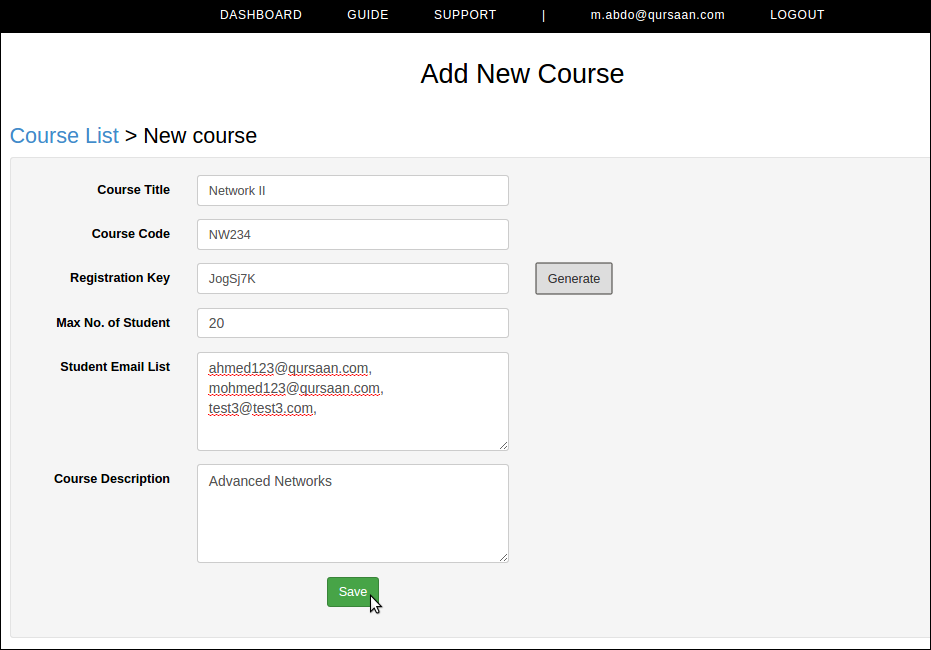 DASHBOARD GUIDE SUPPORT | m.abdo@qursaan.com LOGOUT
Add New Course
Course List > New course
Course Title Network II
Course Code NW234
Registration Key JogSj7K Generate
Max No. of Student 20
Student Email List ahmed123@qursaan.com,
mohmed123@qursaan.com,
test3@test3.com,
Course Description Advanced Networks
Save